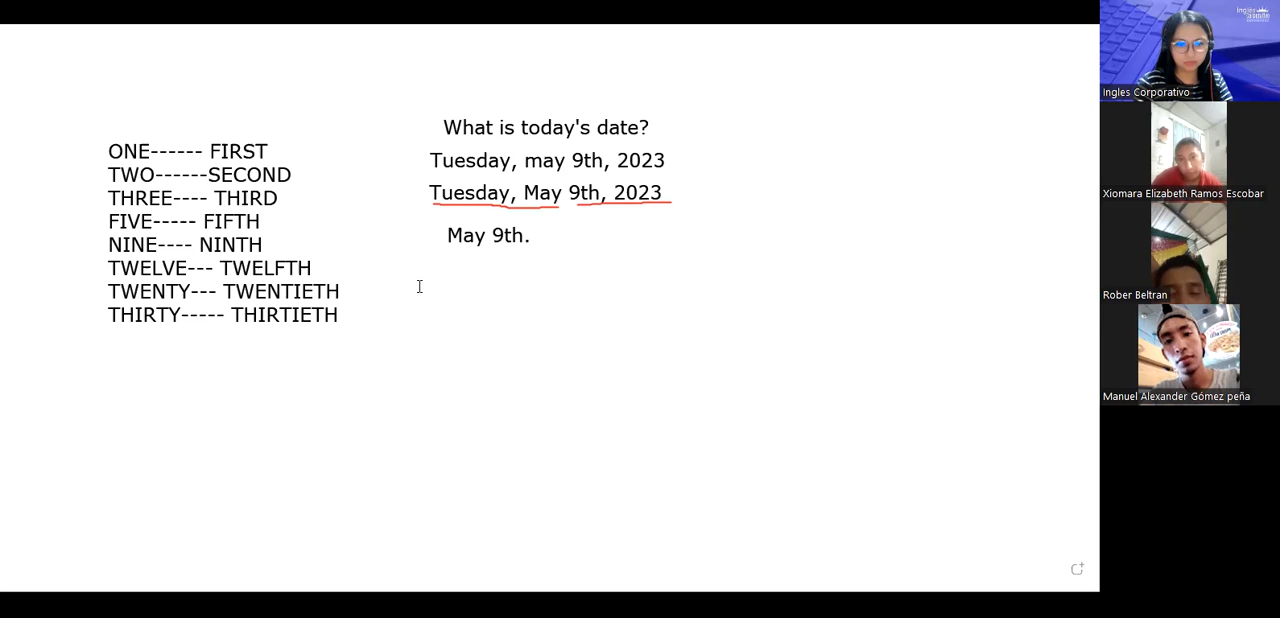 ONE------ FIRST
TWO------SECOND
THREE---- THIRD
FIVE----- FIFTH
NINE---- NINTH
TWELVE--- TWELFTH
TWENTY--- TWENTIETH
THIRTY----- THIRTIETH
What is today's date?
Tuesday, may 9th, 2023
Tuesday, May 9th, 2023
May 9th.
Ingles Corporativo
Xiomara Elizabeth Ramos Escobar
Rober Beltran
Manuel Alexander Gómez peña